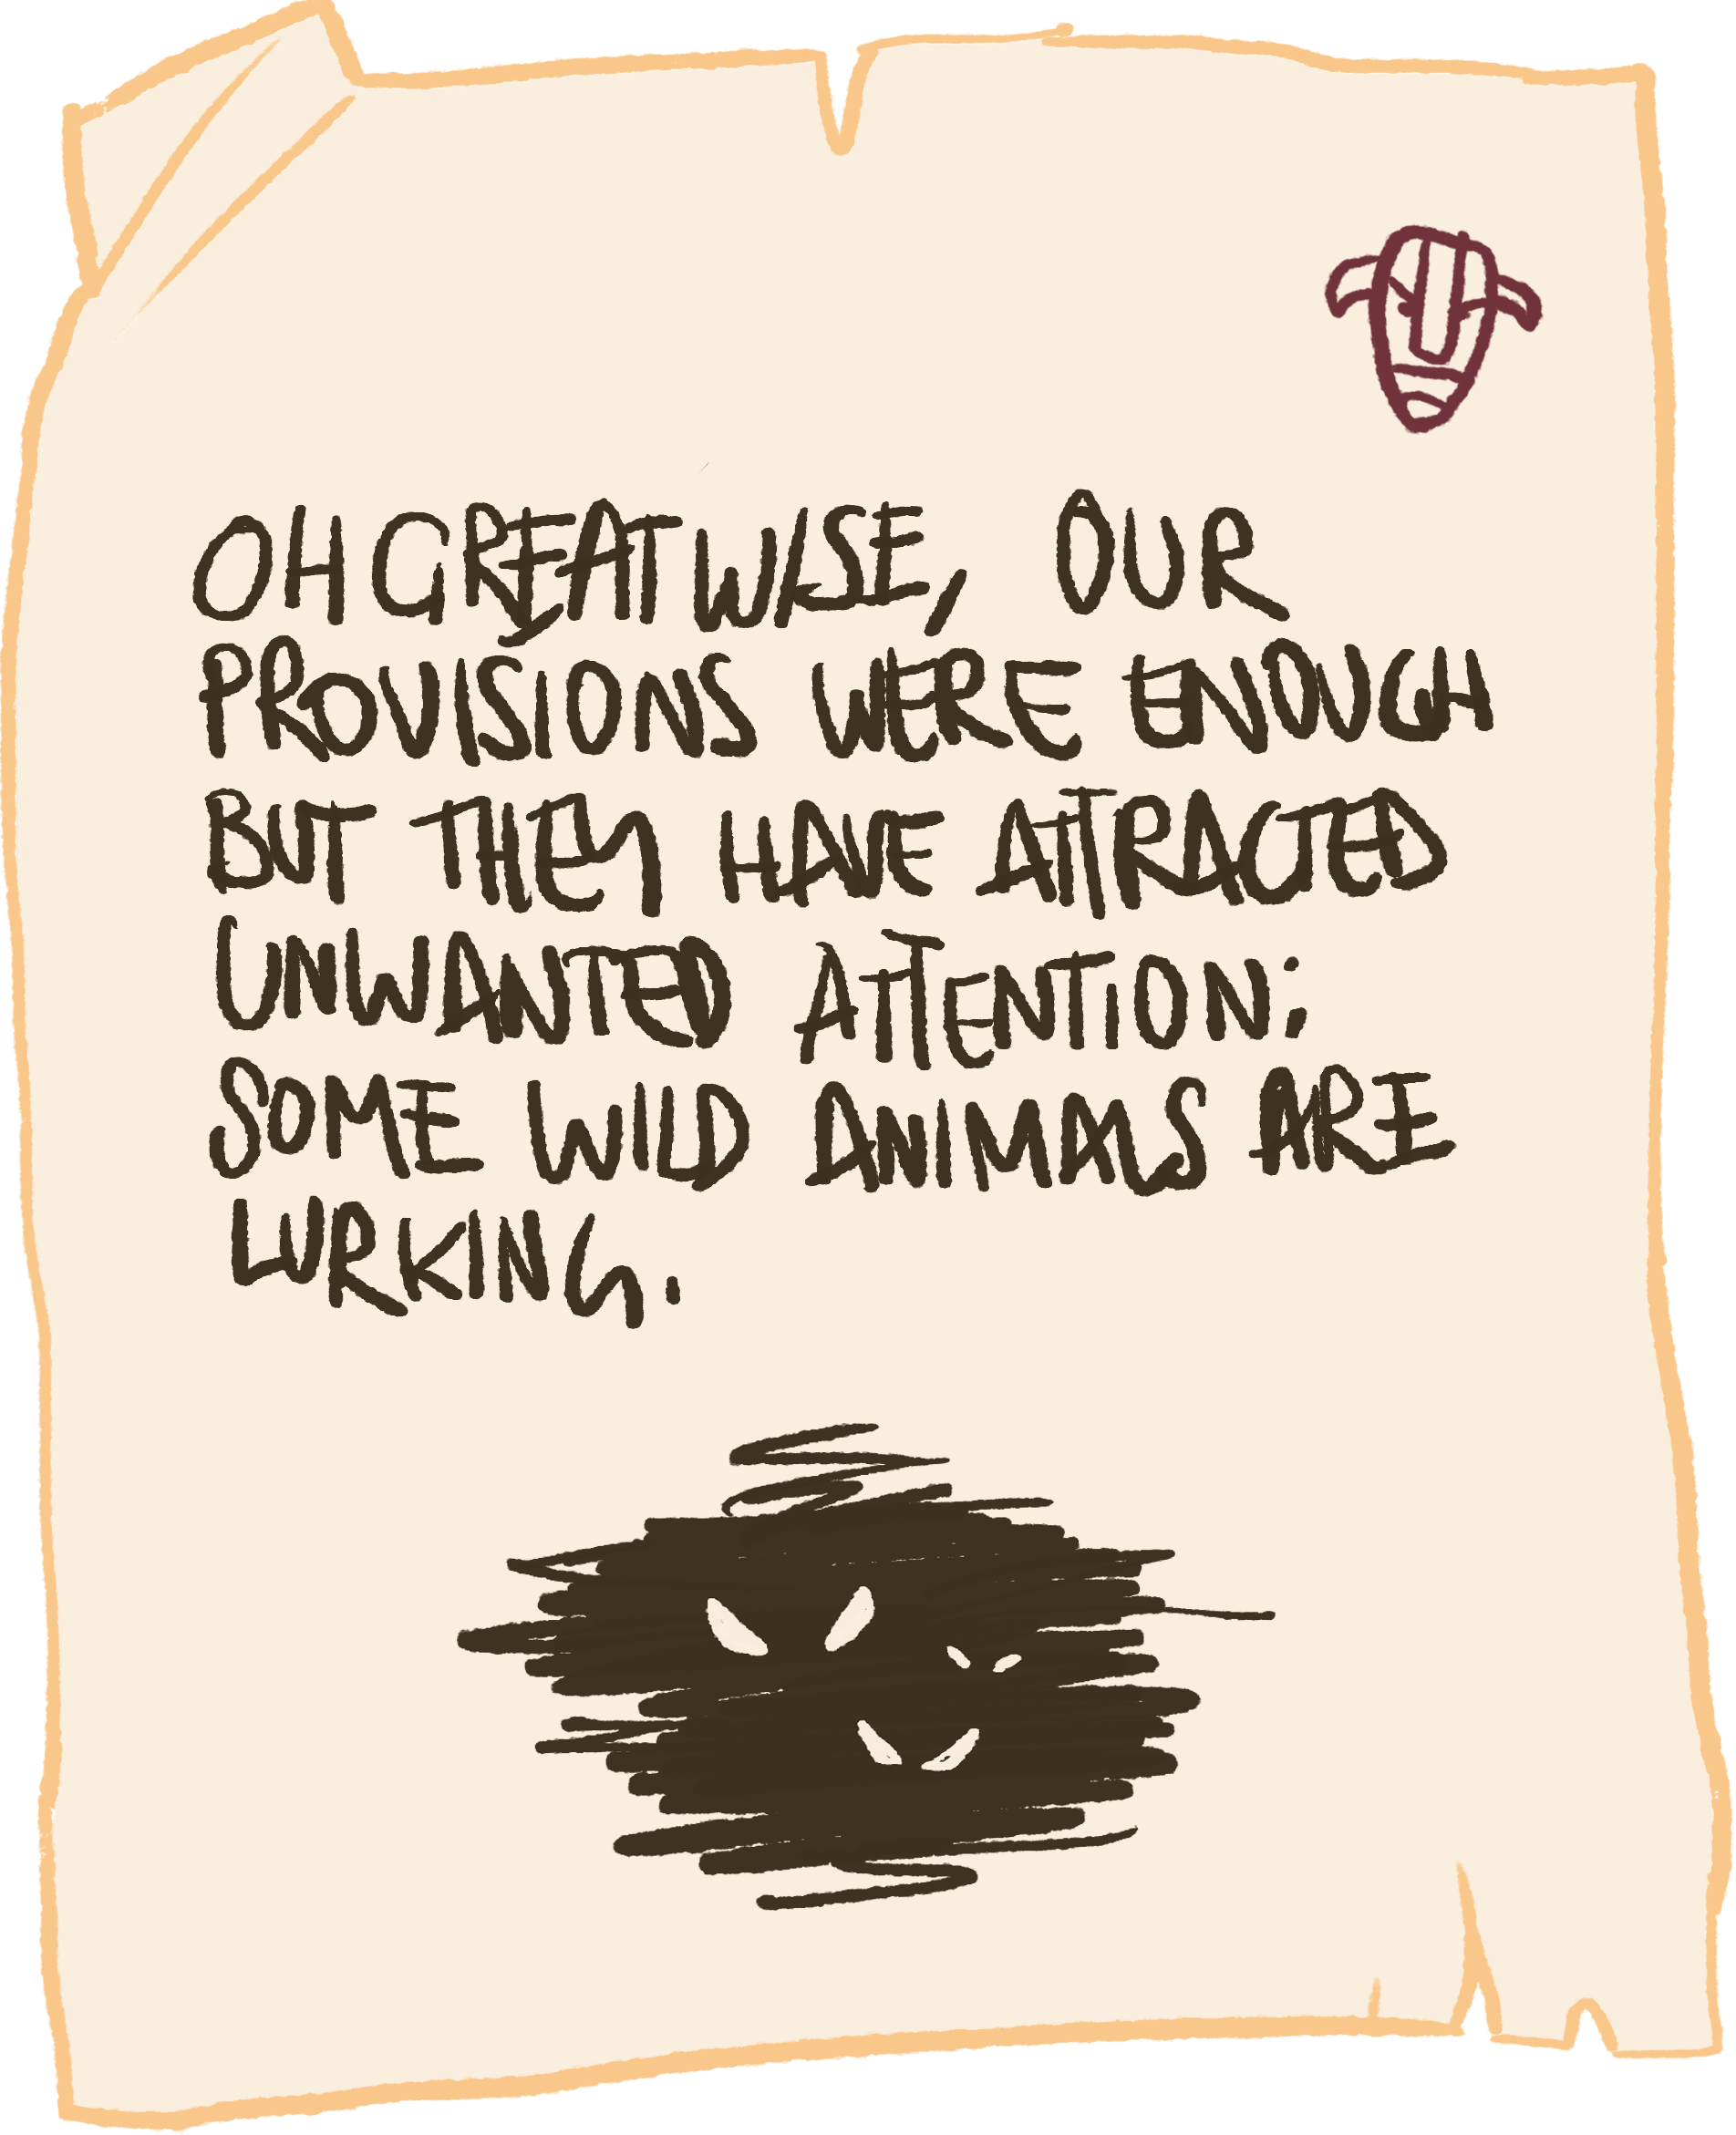 OH GREAT WISE, OUR
PROVISIONS WERE ENOUGH
BUT THEY HAVE ATTRACTED
UNWANTED ATTENTION;
SOME WILD ANIMALS ARE
LURKING.